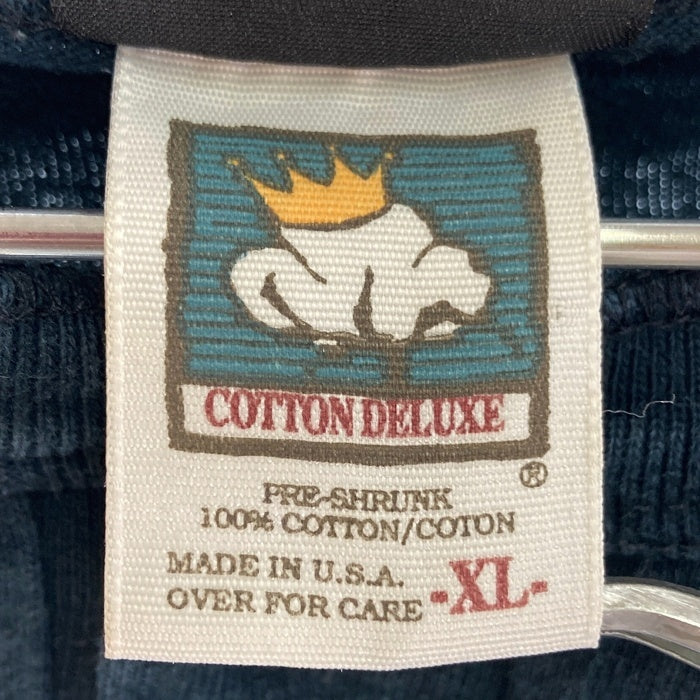 COTTON DELUXE
®
PRE-SHRUNK
100% COTTON/COTON
MADE IN U.S.A.
OVER FOR CARE -XL-